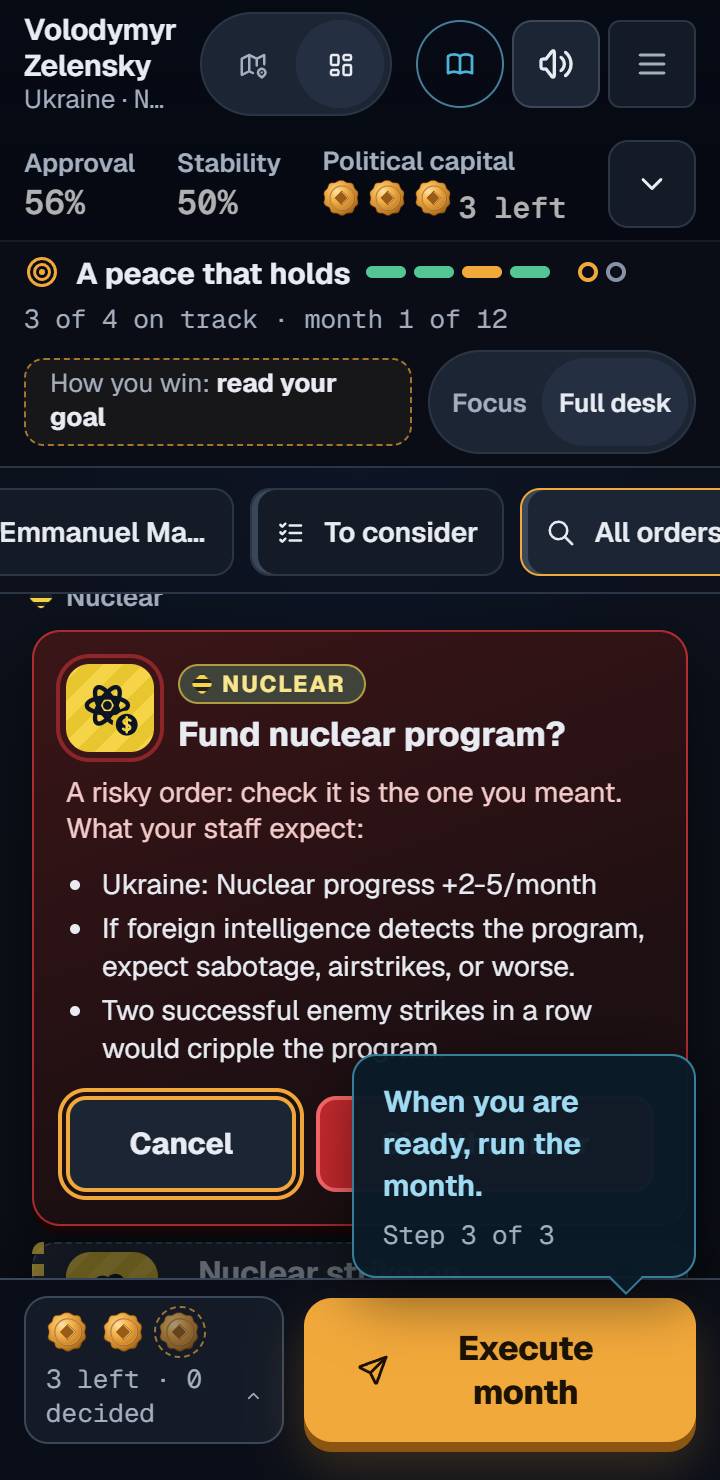 Volodymyr
Zelensky
Ukraine · N…
Approval
56%
Stability
50%
Political capital
3 left
A peace that holds
3 of 4 on track · month 1 of 12
How you win: read your
goal
Focus
Full desk
Emmanuel Ma…
To consider
All orders
Nuclear
NUCLEAR
Fund nuclear program?
A risky order: check it is the one you meant.
What your staff expect:
Ukraine: Nuclear progress +2-5/month
If foreign intelligence detects the program,
expect sabotage, airstrikes, or worse.
Two successful enemy strikes in a row
would cripple the program
Cancel
When you are
ready, run the
month.
Step 3 of 3
Nuclear
3 left · 0
decided
Execute
month